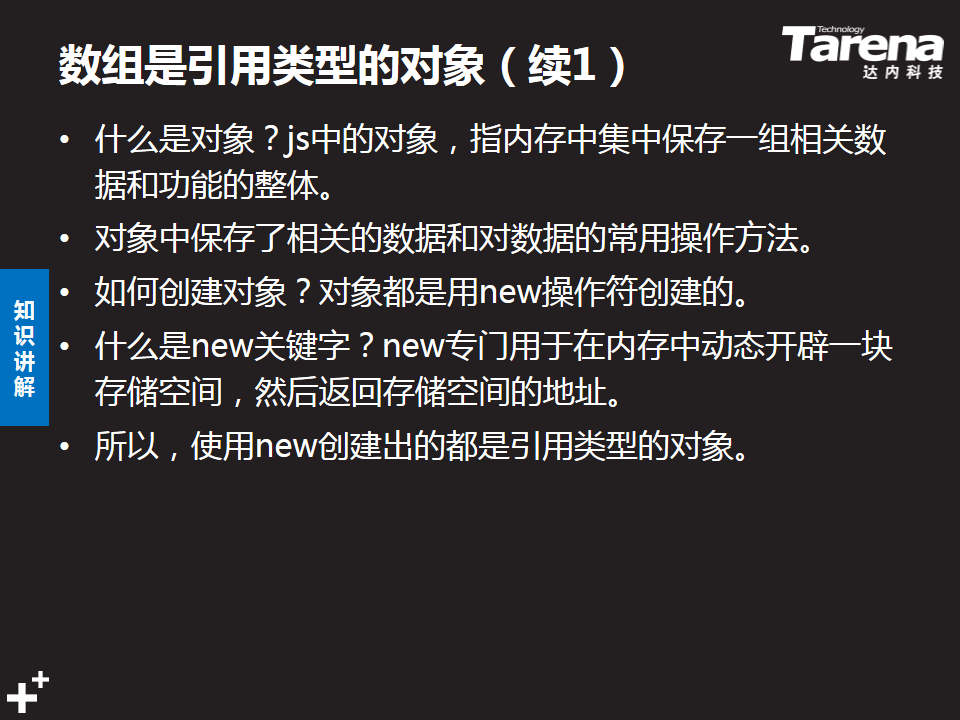 数组是引用类型的对象（续1）
Technology
Tarena
达内科技
• 什么是对象？js中的对象，指内存中集中保存一组相关数
据和功能的整体。
• 对象中保存了相关的数据和对数据的常用操作方法。
• 如何创建对象？对象都是用new操作符创建的。
• 什么是new关键字？new专门用于在内存中动态开辟一块
存储空间，然后返回存储空间的地址。
• 所以，使用new创建出的都是引用类型的对象。
知
识
讲
解